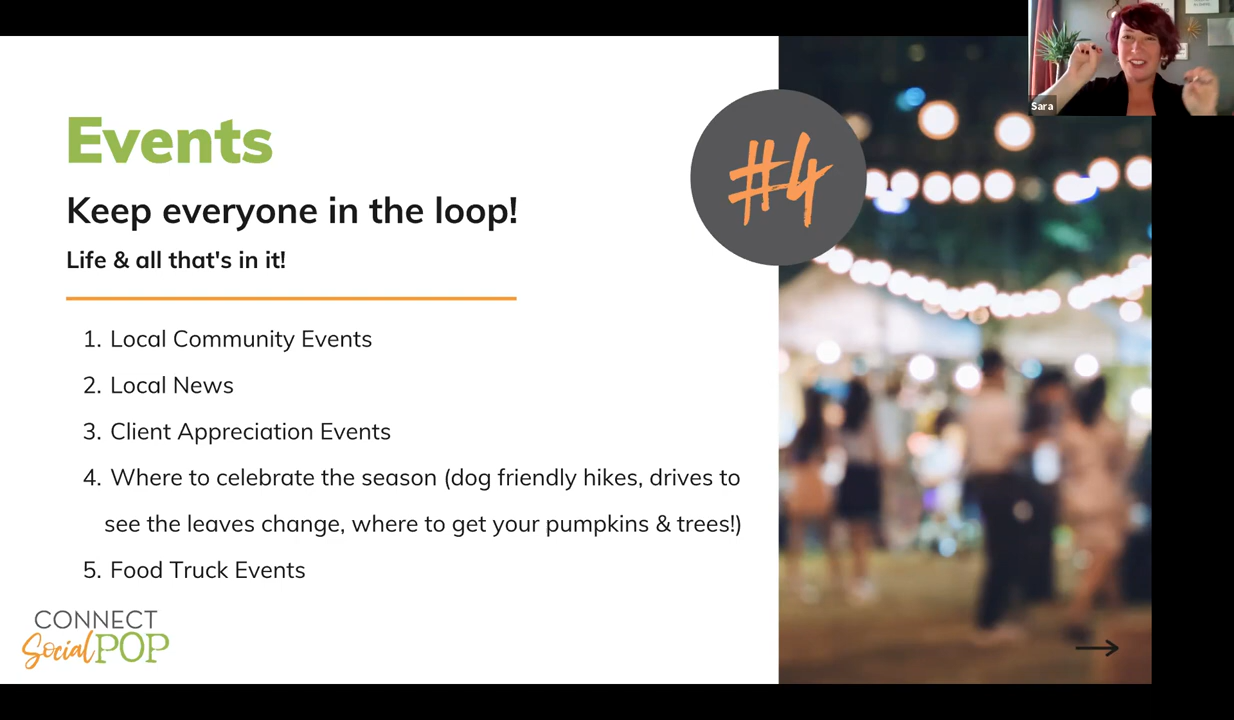 Sara
Events
#4
Keep everyone in the loop!
Life & all that's in it!
1. Local Community Events
2. Local News
3. Client Appreciation Events
4. Where to celebrate the season (dog friendly hikes, drives to
see the leaves change, where to get your pumpkins & trees!)
5. Food Truck Events
CONNECT
Social POP